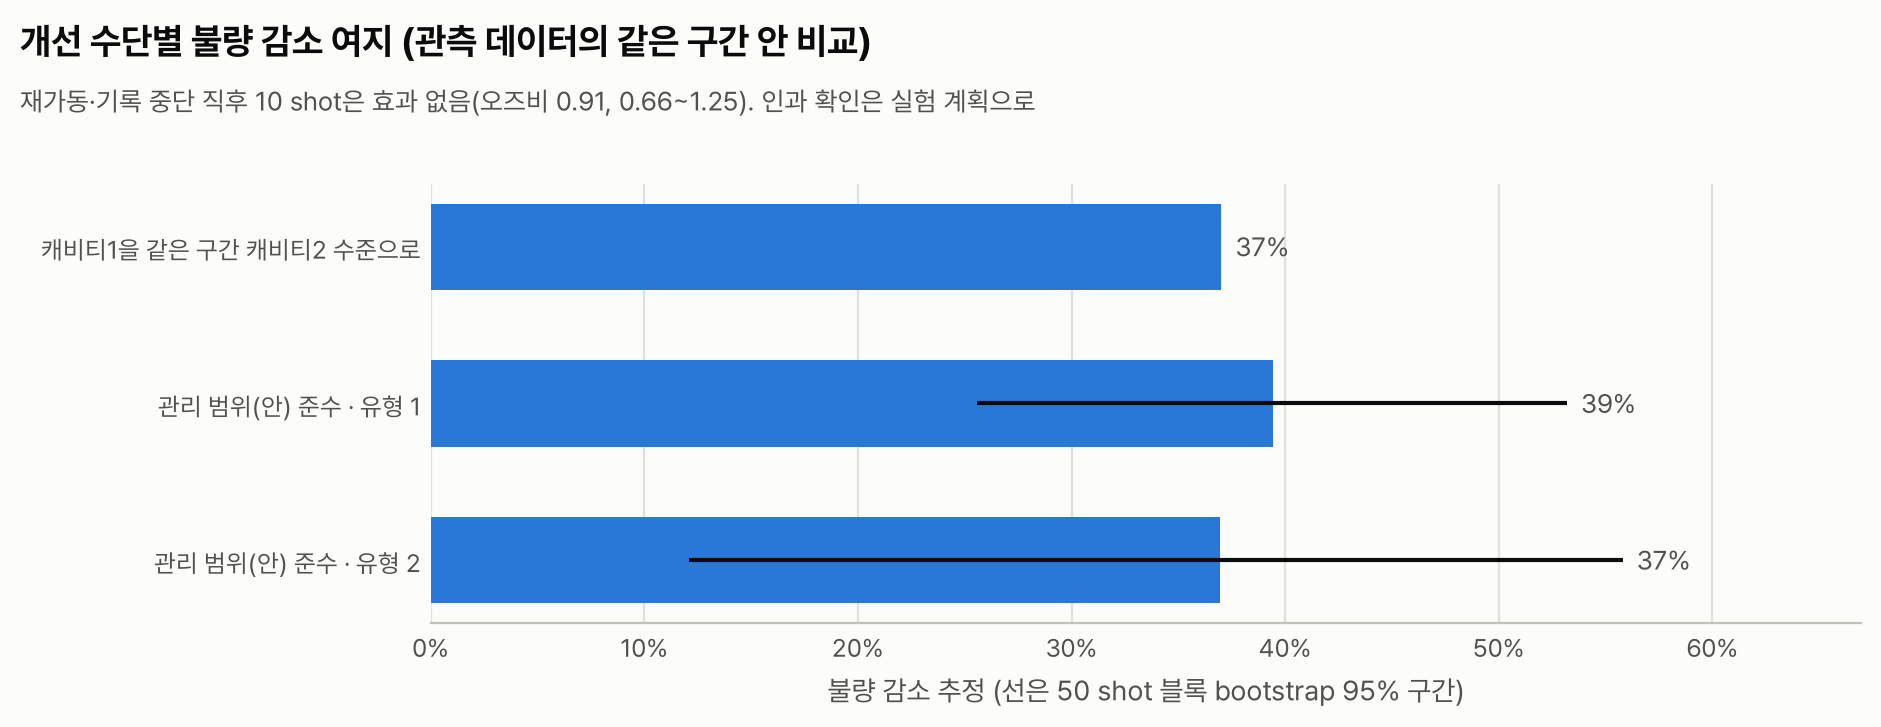 개선 수단별 불량 감소 여지 (관측 데이터의 같은 구간 안 비교)
재가동·기록 중단 직후 10 shot은 효과 없음(오즈비 0.91, 0.66~1.25). 인과 확인은 실험 계획으로
캐비티1을 같은 구간 캐비티2 수준으로
37%
관리 범위(안) 준수 · 유형 1
39%
관리 범위(안) 준수 · 유형 2
37%
0% 10% 20% 30% 40% 50% 60%
불량 감소 추정 (선은 50 shot 블록 bootstrap 95% 구간)